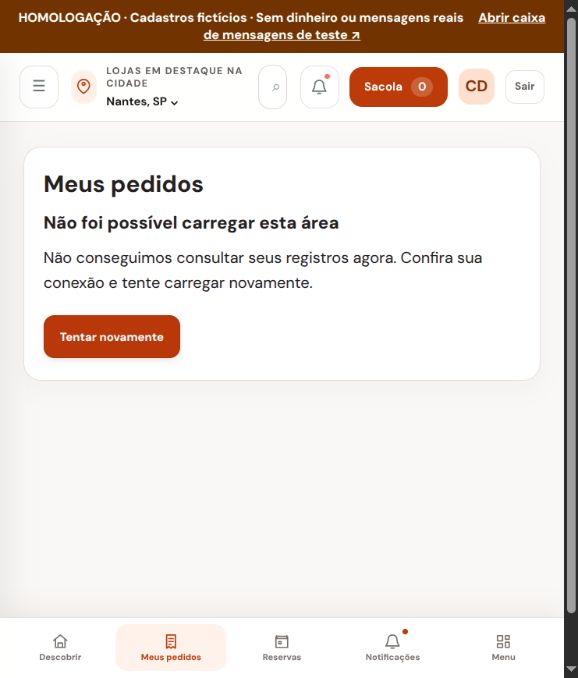 HOMOLOGAÇÃO · Cadastros fictícios · Sem dinheiro ou mensagens reais Abrir caixa
de mensagens de teste ↗
LOJAS EM DESTAQUE NA
CIDADE
Nantes, SP
Sacola 0
CD
Sair
Meus pedidos
Não foi possível carregar esta área
Não conseguimos consultar seus registros agora. Confira sua
conexão e tente carregar novamente.
Tentar novamente
Descobrir
Meus pedidos
Reservas
Notificações
Menu